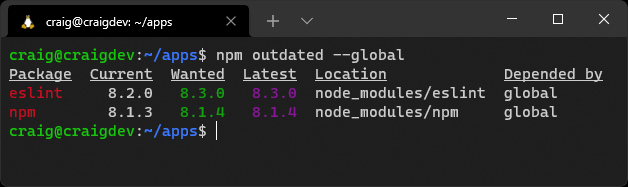 craig@craigdev: ~/apps
craig@craigdev:~/apps$ npm outdated --global
Package  Current  Wanted  Latest  Location             Depended by
eslint     8.2.0   8.3.0   8.3.0  node_modules/eslint  global
npm        8.1.3   8.1.4   8.1.4  node_modules/npm     global
craig@craigdev:~/apps$